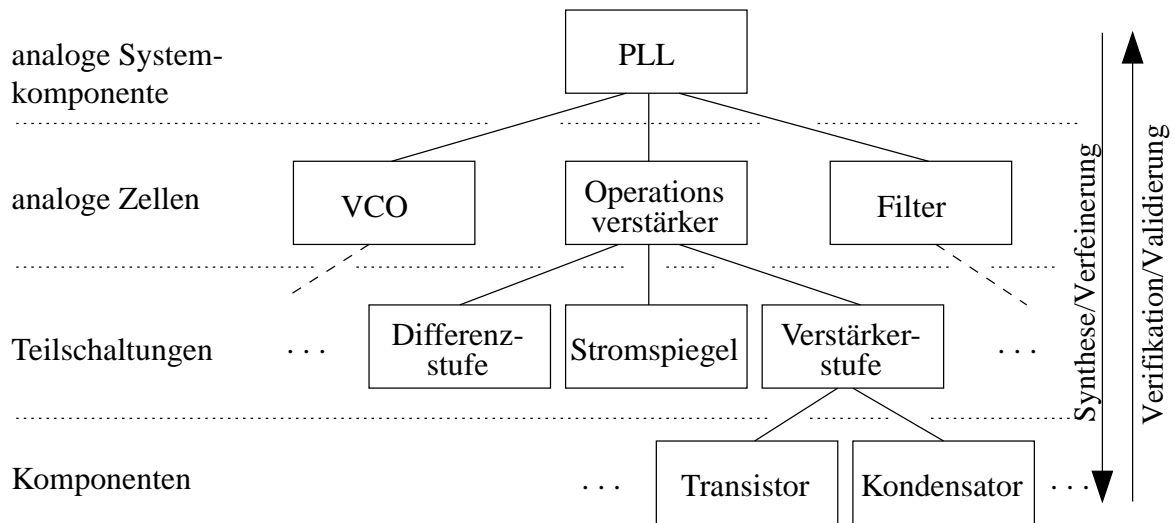 analoge System-
komponente
PLL
analoge Zellen
VCO
Operations
verstärker
Filter
Teilschaltungen
. . .
Differenz-
stufe
Stromspiegel
Verstärker-
stufe
. . .
Komponenten
. . .
Transistor
Kondensator
. . .
Synthese/Verfeinerung
Verifikation/Validierung